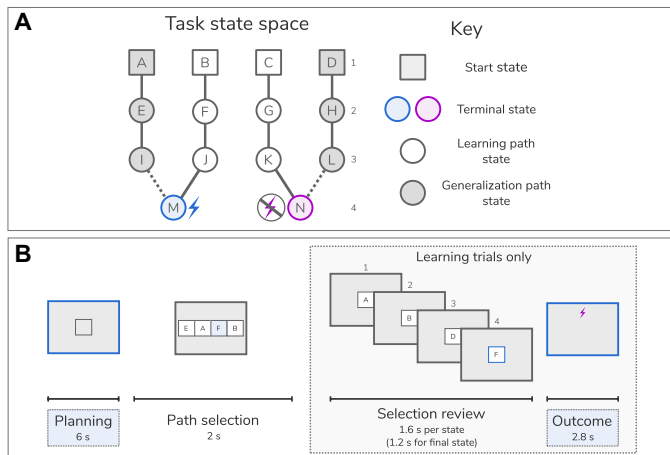 A
Task state space
Key
A B C D 1
E F G H 2
I J K L 3
M N 4
Start state
Terminal state
Learning path
state
Generalization path
state
B
Learning trials only
1
A
2
B
3
D
4
F
E A F B
Planning
6 s
Path selection
2 s
Selection review
1.6 s per state
(1.2 s for final state)
Outcome
2.8 s